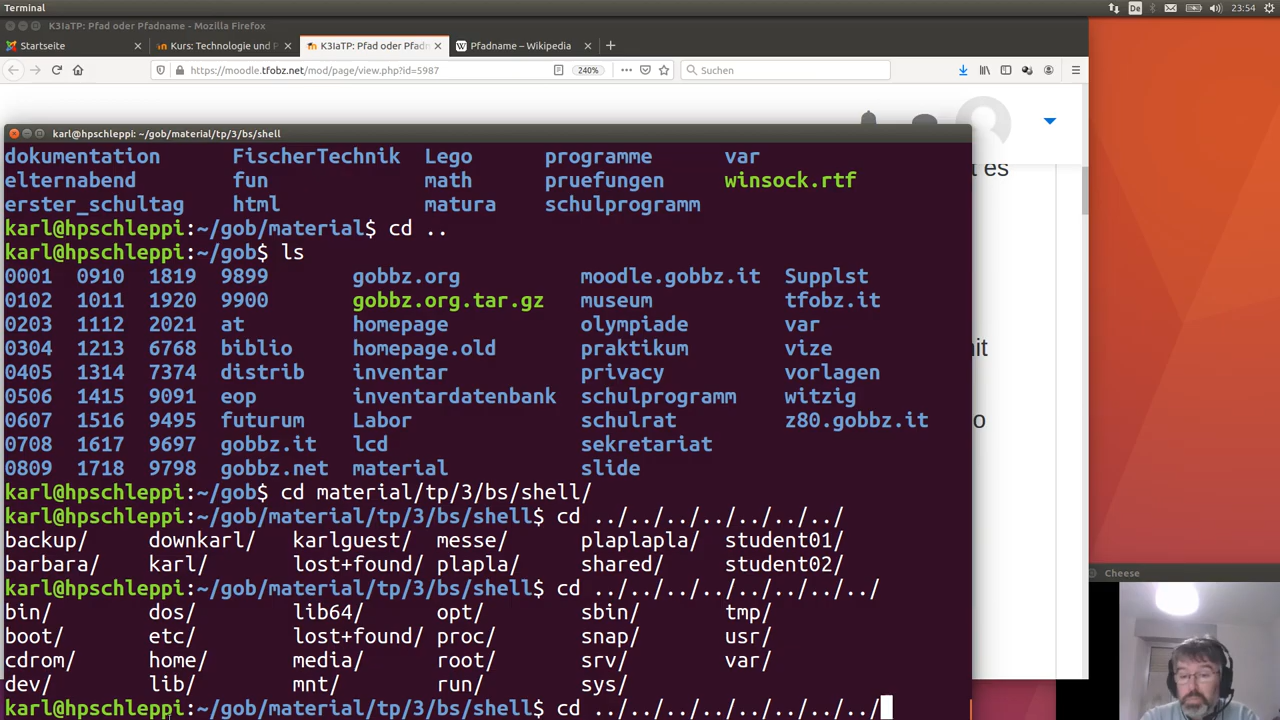 Terminal
De
23:54
K3IaTP: Pfad oder Pfadname - Mozilla Firefox
Startseite
Kurs: Technologie und P
K3IaTP: Pfad oder Pfadn
Pfadname – Wikipedia
https://moodle.tfobz.net/mod/page/view.php?id=5987
240%
Suchen
t es
karl@hpschleppi: ~/gob/material/tp/3/bs/shell
dokumentation FischerTechnik Lego programme var
elternabend fun math pruefungen winsock.rtf
erster_schultag html matura schulprogramm
karl@hpschleppi:~/gob/material$ cd ..
karl@hpschleppi:~/gob$ ls
0001 0910 1819 9899 gobbz.org moodle.gobbz.it Supplst
0102 1011 1920 9900 gobbz.org.tar.gz museum tfobz.it
0203 1112 2021 at homepage olympiade var
0304 1213 6768 biblio homepage.old praktikum vize
0405 1314 7374 distrib inventar privacy vorlagen
0506 1415 9091 eop inventardatenbank schulprogramm witzig
0607 1516 9495 futurum Labor schulrat z80.gobbz.it
0708 1617 9697 gobbz.it lcd sekretariat
0809 1718 9798 gobbz.net material slide
karl@hpschleppi:~/gob$ cd material/tp/3/bs/shell/
karl@hpschleppi:~/gob/material/tp/3/bs/shell$ cd ../../../../../../../
backup/ downkarl/ karlguest/ messe/ plaplapla/ student01/
barbara/ karl/ lost+found/ plapla/ shared/ student02/
karl@hpschleppi:~/gob/material/tp/3/bs/shell$ cd ../../../../../../../../
bin/ dos/ lib64/ opt/ sbin/ tmp/
boot/ etc/ lost+found/ proc/ snap/ usr/
cdrom/ home/ media/ root/ srv/ var/
dev/ lib/ mnt/ run/ sys/
karl@hpschleppi:~/gob/material/tp/3/bs/shell$ cd ../../../../../../../../
Cheese